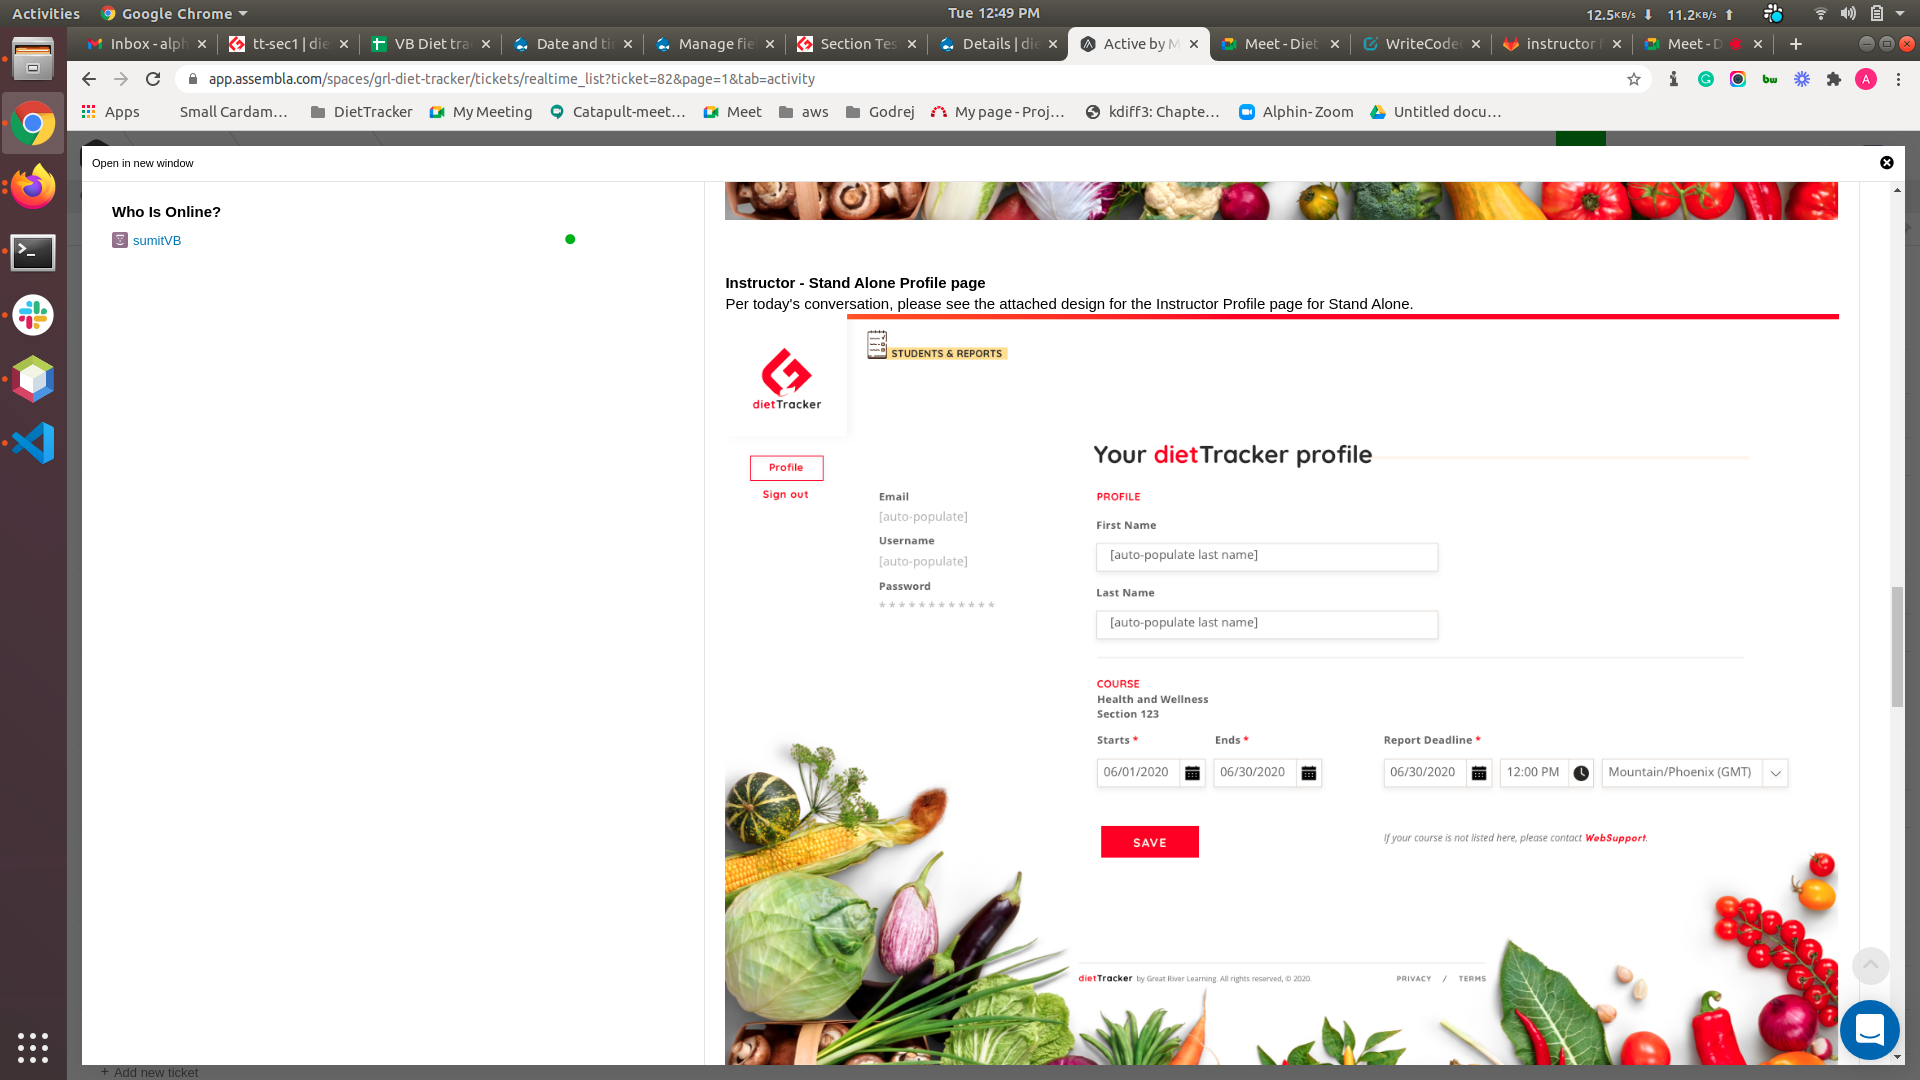 Activities
Google Chrome
Tue 12:49 PM
12.5KB/s
11.2KB/s
Inbox - alph
tt-sec1 | die
VB Diet tra
Date and ti
Manage fie
Section Tes
Details | die
Active by M
Meet - Diet
WriteCode
instructor
Meet - D
app.assembla.com/spaces/grl-diet-tracker/tickets/realtime_list?ticket=82&page=1&tab=activity
bw
A
Apps
Small Cardam...
DietTracker
My Meeting
Catapult-meet...
Meet
aws
Godrej
My page - Proj...
kdiff3: Chapte...
Alphin- Zoom
Untitled docu...
Open in new window
Who Is Online?
sumitVB
Instructor - Stand Alone Profile page
Per today's conversation, please see the attached design for the Instructor Profile page for Stand Alone.
STUDENTS & REPORTS
dietTracker
Your dietTracker profile
Profile
Sign out
Email
[auto-populate]
Username
[auto-populate]
Password
* * * * * * * * * * * *
PROFILE
First Name
[auto-populate last name]
Last Name
[auto-populate last name]
COURSE
Health and Wellness
Section 123
Starts *
Ends *
Report Deadline *
06/01/2020
06/30/2020
06/30/2020
12:00 PM
Mountain/Phoenix (GMT)
SAVE
If your course is not listed here, please contact WebSupport.
dietTracker by Great River Learning. All rights reserved, © 2020.
PRIVACY / TERMS
+ Add new ticket